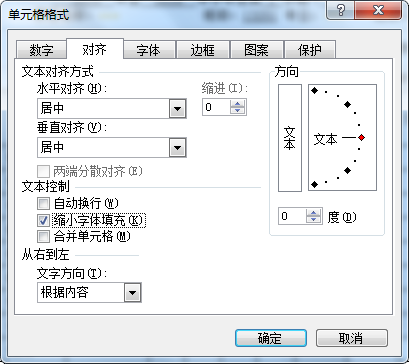 单元格格式
数字 对齐 字体 边框 图案 保护
文本对齐方式
水平对齐(H): 缩进(I):
居中 0
垂直对齐(V):
居中
两端分散对齐(E)
文本控制
自动换行(W)
缩小字体填充(K)
合并单元格(M)
从右到左
文字方向(T):
根据内容
方向
文本
文本
0 度(D)
确定 取消